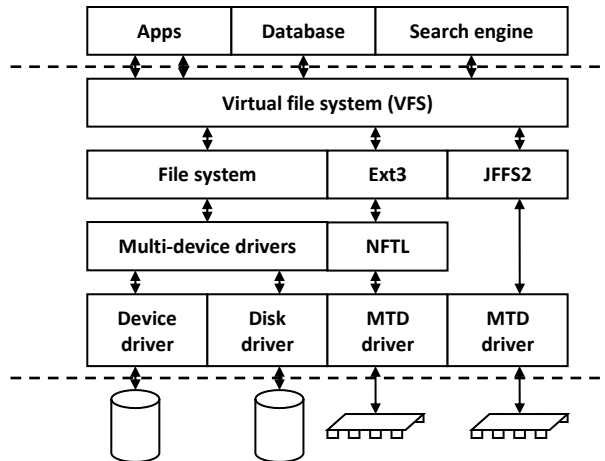 Apps Database Search engine
Virtual file system (VFS)
File system Ext3 JFFS2
Multi-device drivers NFTL
Device Disk MTD MTD
driver driver driver driver